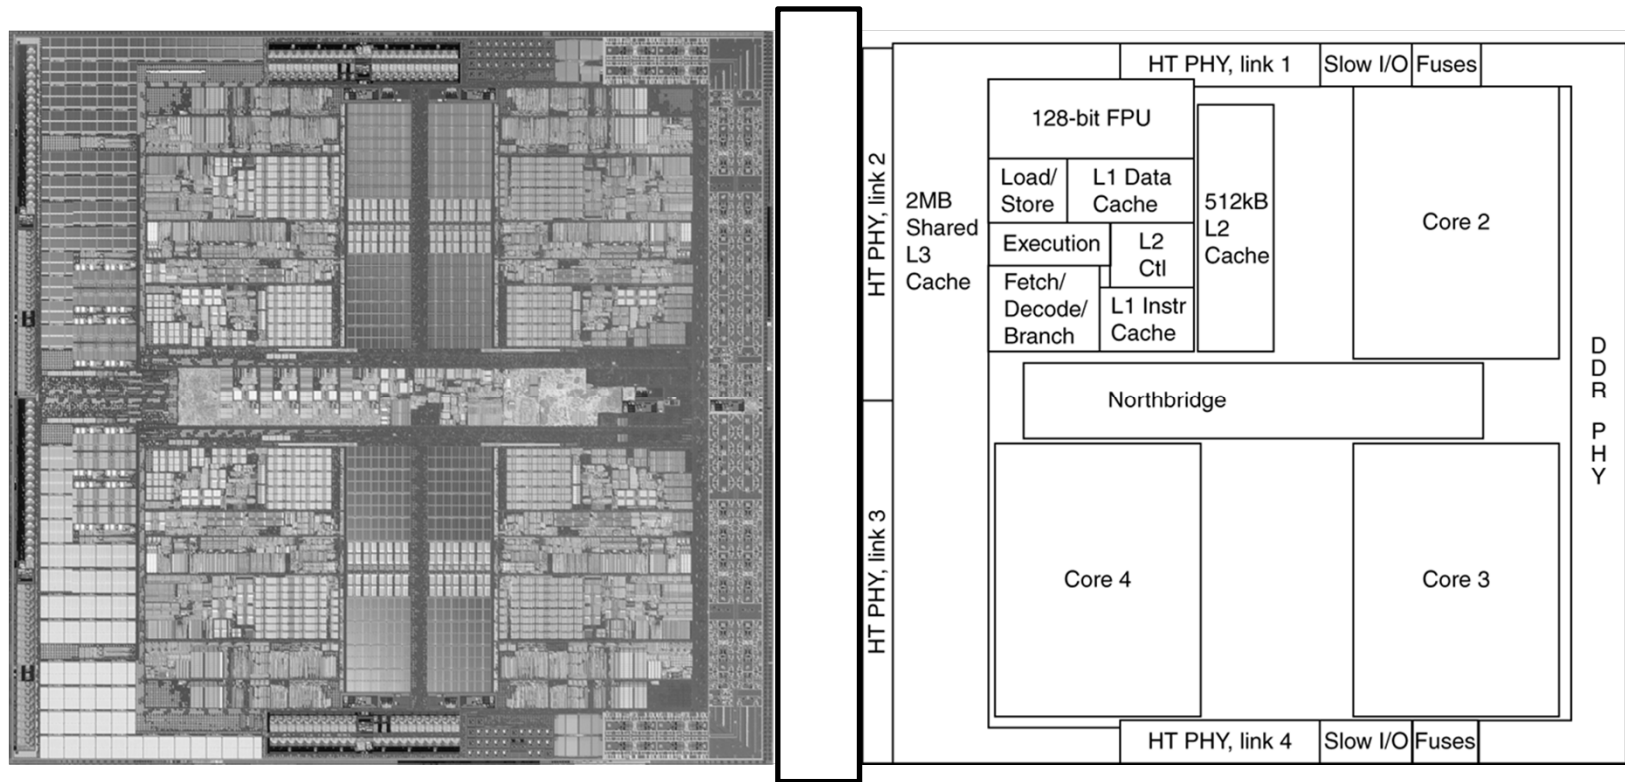 HT PHY, link 1
Slow I/O
Fuses
HT PHY, link 2
2MB
Shared
L3
Cache
128-bit FPU
Load/
Store
L1 Data
Cache
Execution
L2
Ctl
Fetch/
Decode/
Branch
L1 Instr
Cache
512kB
L2
Cache
Core 2
Northbridge
DDR PHY
HT PHY, link 3
Core 4
Core 3
HT PHY, link 4
Slow I/O
Fuses